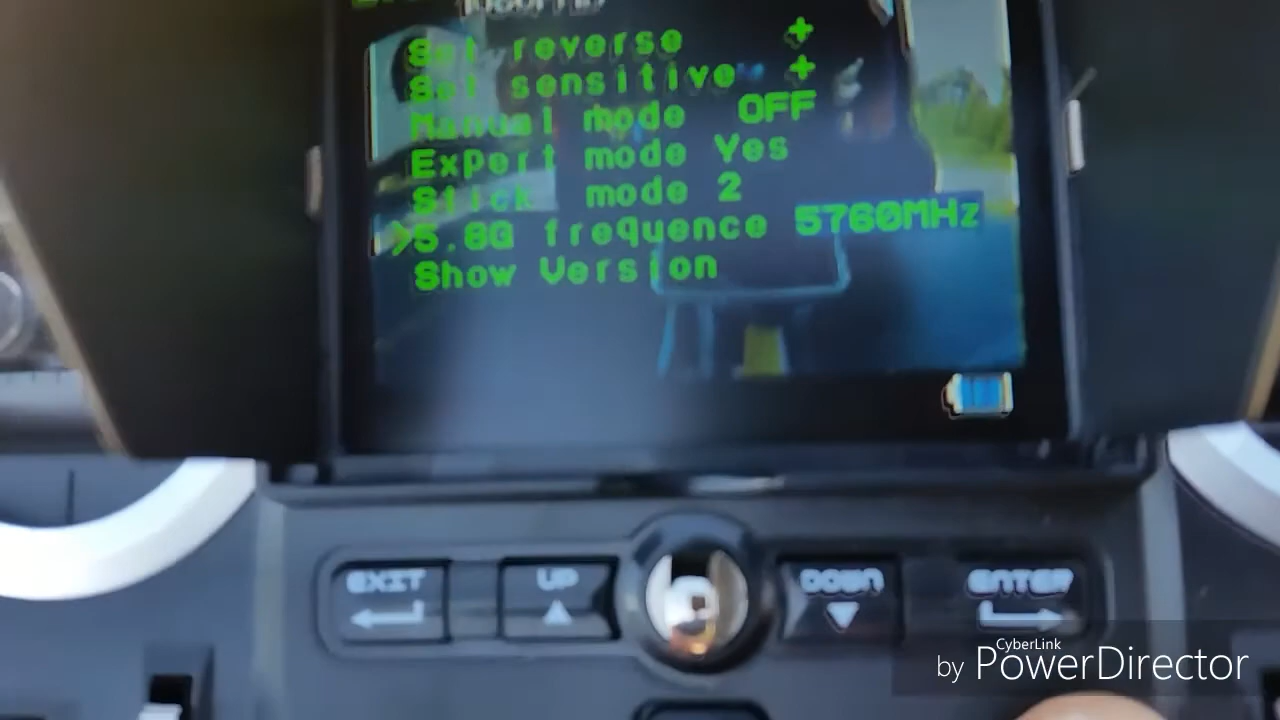 Set reverse +
Set sensitive +
Manual mode OFF
Expert mode Yes
Stick mode 2
>5.8G frequence 5760MHz
Show Version
EXIT
UP
DOWN
ENTER
CyberLink
by PowerDirector